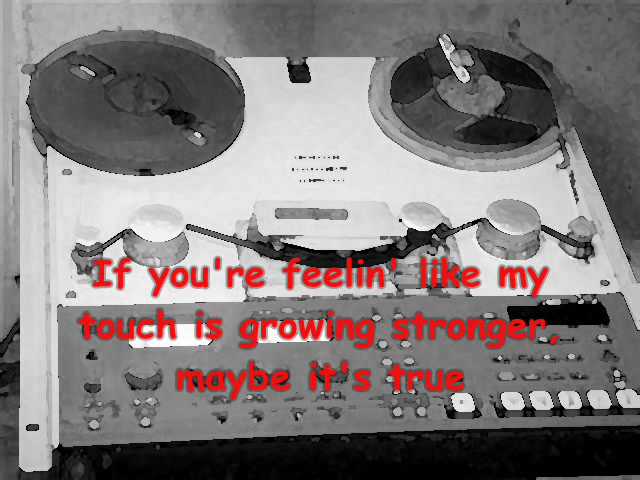 If you're feelin' like my
touch is growing stronger,
maybe it's true